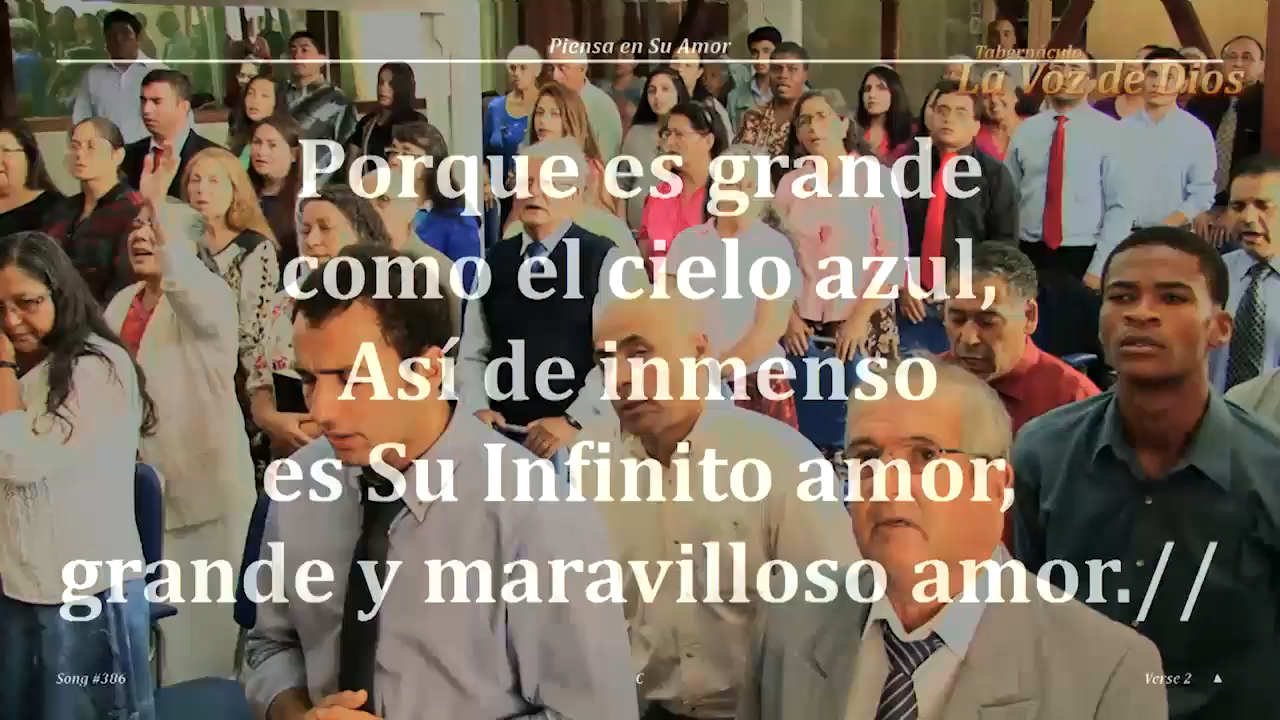 Piensa en Su Amor
Tabernáculo
La Voz de Dios
Porque es grande
como el cielo azul,
Así de inmenso
es Su Infinito amor,
grande y maravilloso amor.//
Song #386
C
Verse 2 ▲